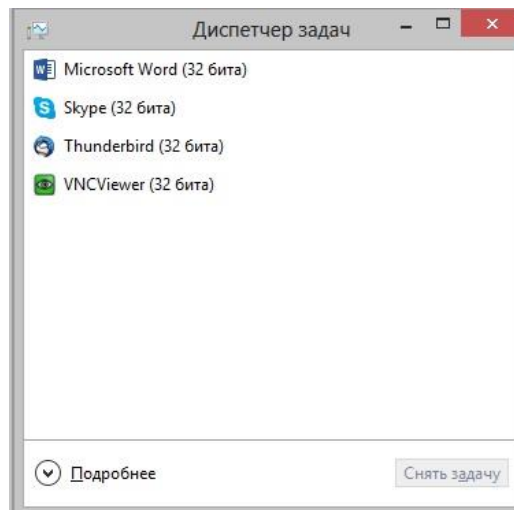 Диспетчер задач
Microsoft Word (32 бита)
Skype (32 бита)
Thunderbird (32 бита)
VNCViewer (32 бита)
Подробнее
Снять задачу